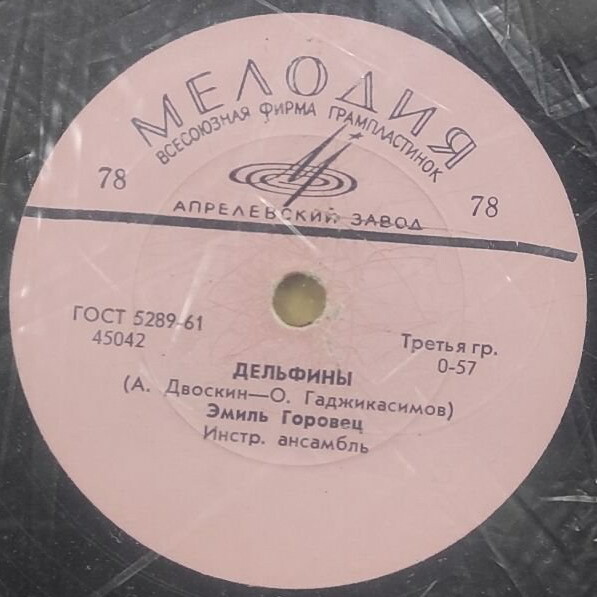 МЕЛОДИЯ
ВСЕСОЮЗНАЯ ФИРМА ГРАМПЛАСТИНОК
78
78
АПРЕЛЕВСКИЙ ЗАВОД
ГОСТ 5289-61
45042
Третья гр.
0-57
ДЕЛЬФИНЫ
(А. Двоскин—О. Гаджикасимов)
Эмиль Горовец
Инстр. ансамбль